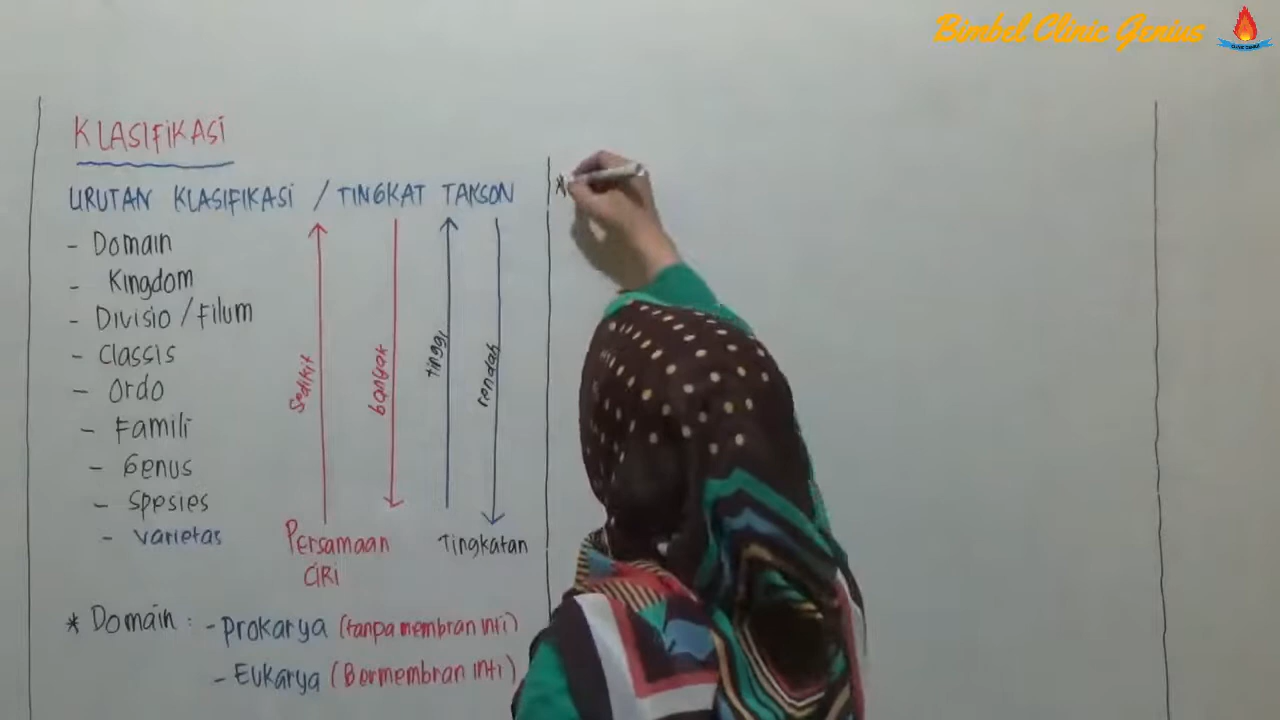 Bimbel Clinic Genius
KLASIFIKASI
URUTAN KLASIFIKASI / TINGKAT TAKSON
- Domain
- Kingdom
- Divisio / Filum
- Classis
- Ordo
- Famili
- Genus
- Spesies
- Varietas
Sedikit
banyak
tinggi
rendah
Persamaan
CIRI
Tingkatan
* Domain : - Prokarya (tanpa membran inti)
- Eukarya (Bermembran inti)
*